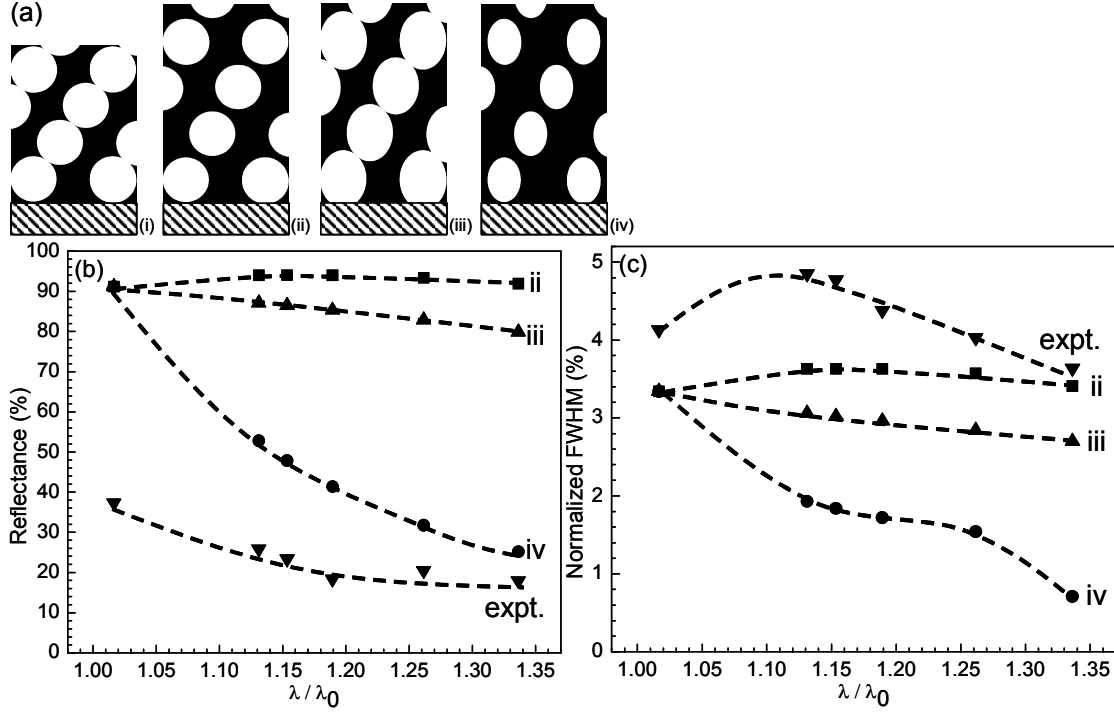 (a)
(i)
(ii)
(iii)
(iv)
(b)
100
90
80
70
60
50
40
30
20
10
0
Reflectance (%)
ii
iii
iv
expt.
1.00 1.05 1.10 1.15 1.20 1.25 1.30 1.35
λ / λ0
(c)
5
4
3
2
1
0
Normalized FWHM (%)
expt.
ii
iii
iv
1.00 1.05 1.10 1.15 1.20 1.25 1.30 1.35
λ / λ0